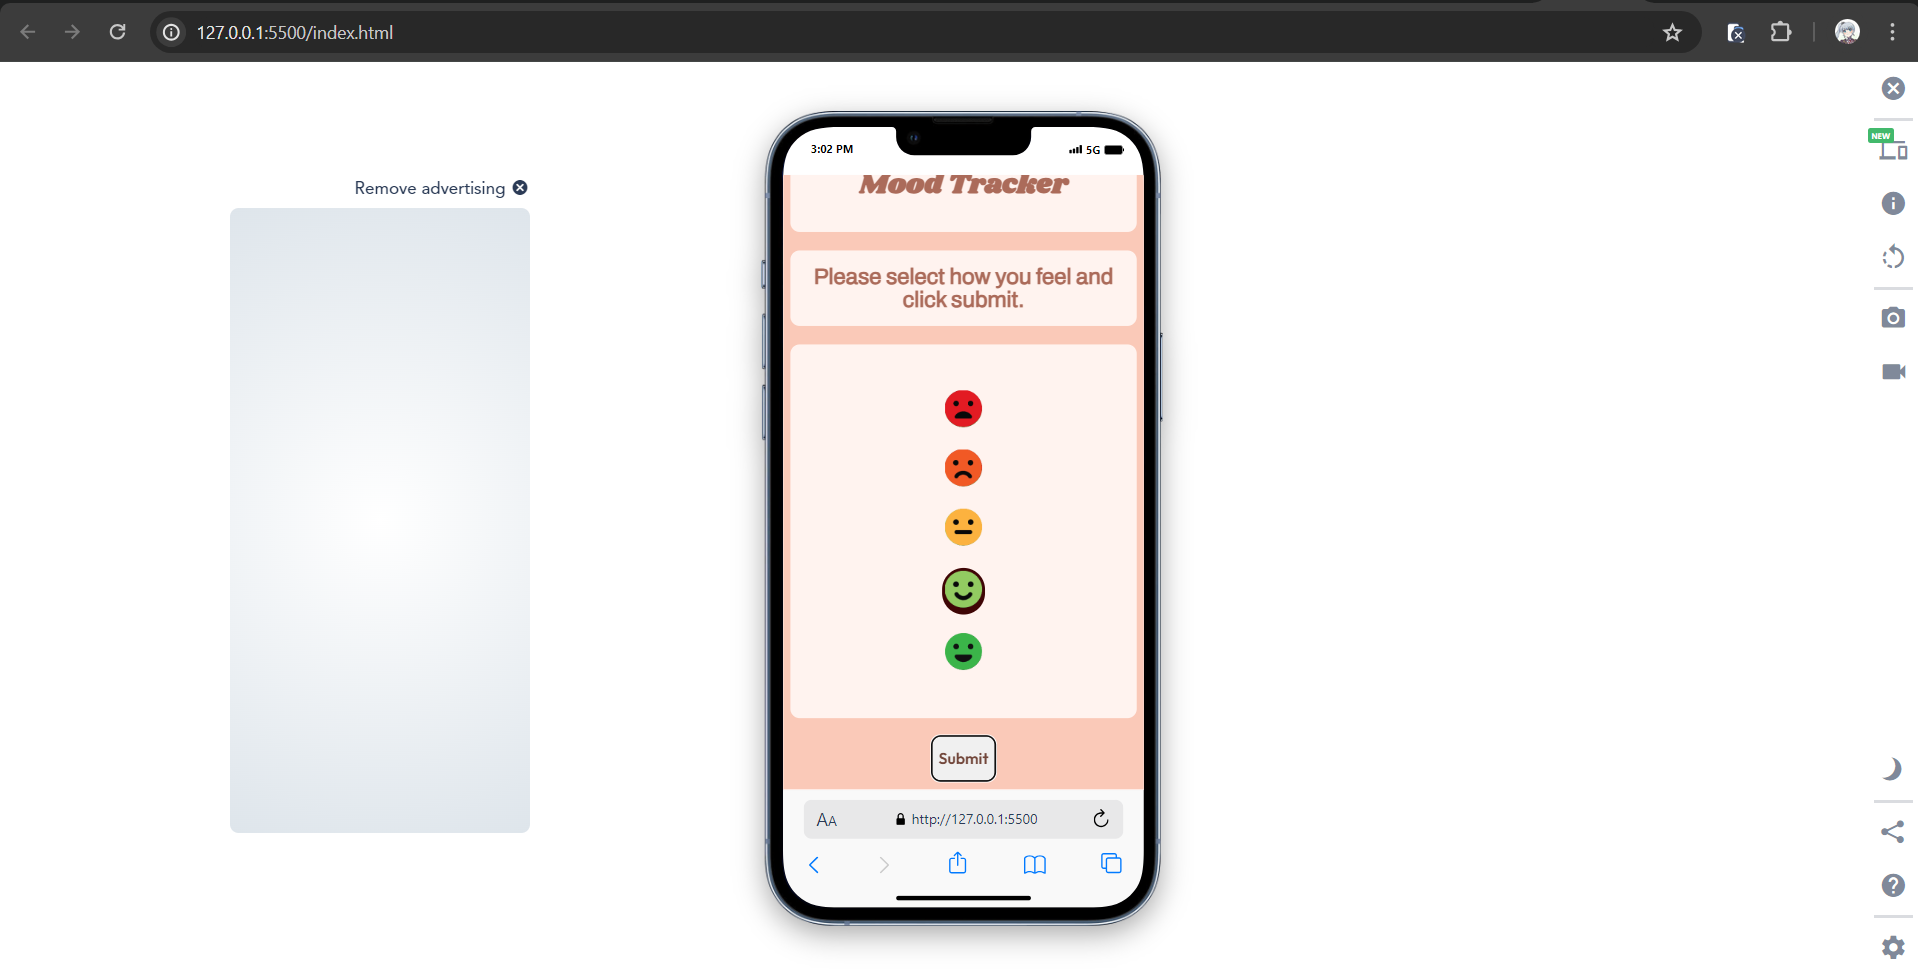 127.0.0.1:5500/index.html
NEW
Remove advertising
3:02 PM
5G
Mood Tracker
Please select how you feel and
click submit.
Submit
AA
http://127.0.0.1:5500